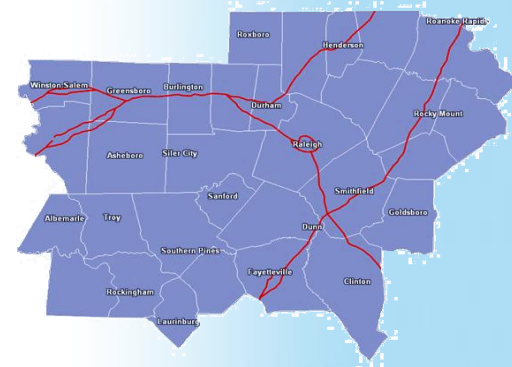 Roanoke Rapid
Roxboro
Henderson
Winston Salem
Greensboro
Burlington
Durham
Rocky Mount
Raleigh
Asheboro
Siler City
Smithfield
Sanford
Goldsboro
Albemarle
Troy
Dunn
Southern Pines
Fayetteville
Clinton
Rockingham
Laurinburg